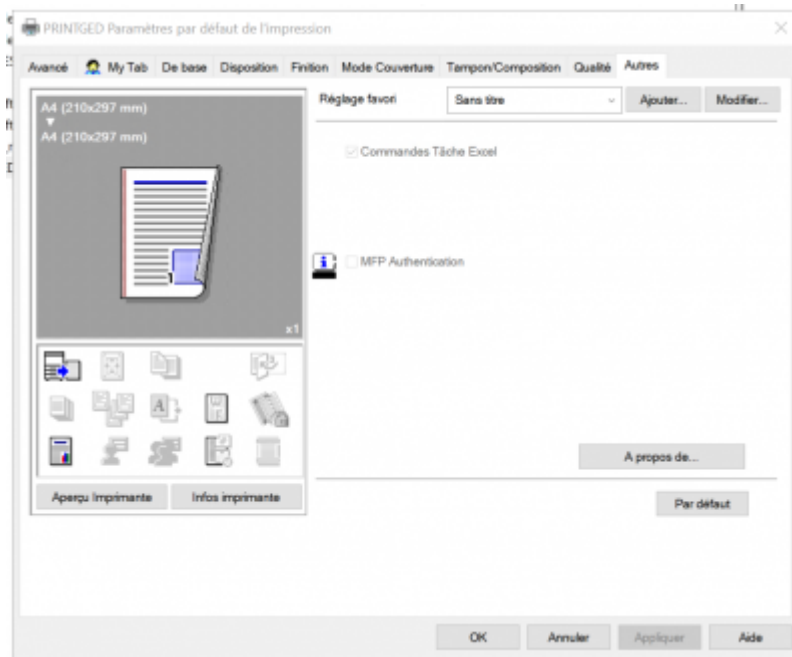 PRINTGED Paramètres par défaut de l'impression
Avancé My Tab De base Disposition Finition Mode Couverture Tampon/Composition Qualité Autres
A4 (210x297 mm)
A4 (210x297 mm)
1
x1
Réglage favori Sans titre Ajouter... Modifier...
Commandes Tâche Excel
MFP Authentication
A propos de...
Aperçu Imprimante Infos imprimante
Par défaut
OK Annuler Appliquer Aide